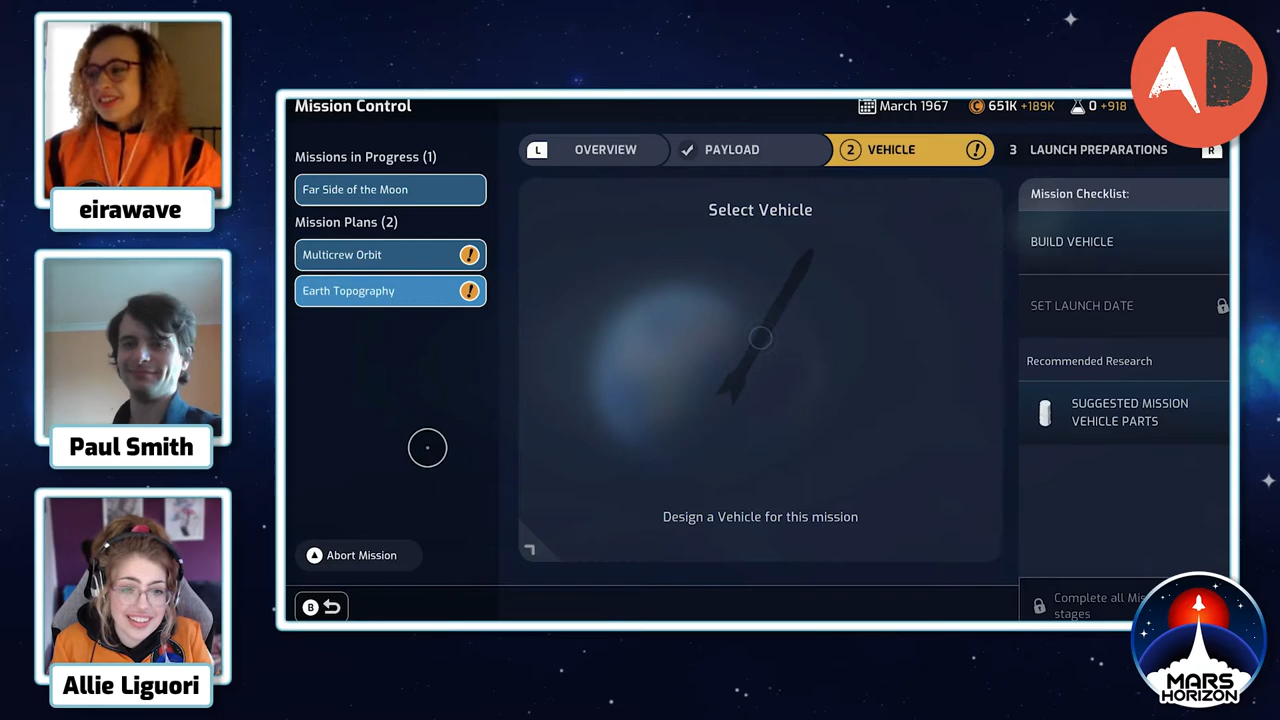 eirawave
Paul Smith
Allie Liguori
Mission Control
March 1967
651K +189K
0 +918
AD
Missions in Progress (1)
Far Side of the Moon
Mission Plans (2)
Multicrew Orbit !
Earth Topography !
Abort Mission
B
L
OVERVIEW
PAYLOAD
2 VEHICLE !
3 LAUNCH PREPARATIONS
R
Select Vehicle
Design a Vehicle for this mission
Mission Checklist:
BUILD VEHICLE
SET LAUNCH DATE
Recommended Research
SUGGESTED MISSION
VEHICLE PARTS
Complete all
stages
MARS
HORIZON